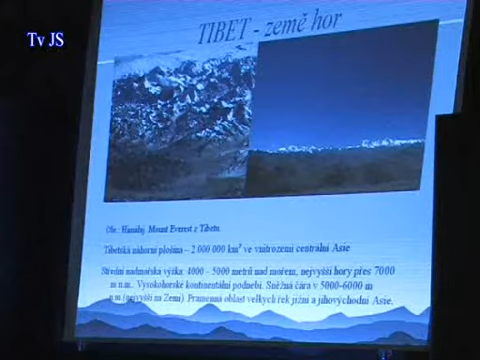 Tv JS
TIBET - země hor
Obr.: Himálaj, Mount Everest z Tibetu
Tibetská náhorní plošina – 2 000 000 km² ve vnitrozemí centrální Asie
Střední nadmořská výška: 4000 - 5000 metrů nad mořem, nejvyšší hory přes 7000
m n.m.. Vysokohorské kontinentální podnebí. Sněžná čára v 5000-6000 m
n.m.(nejvyšší na Zemi). Pramenná oblast velkých řek jižní a jihovýchodní Asie.